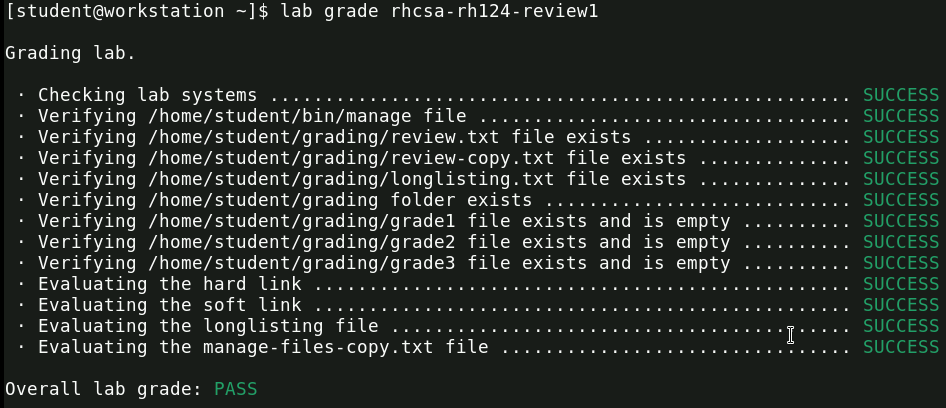 [student@workstation ~]$ lab grade rhcsa-rh124-review1
Grading lab.
· Checking lab systems ..................................................... SUCCESS
· Verifying /home/student/bin/manage file .................................. SUCCESS
· Verifying /home/student/grading/review.txt file exists ................... SUCCESS
· Verifying /home/student/grading/review-copy.txt file exists .............. SUCCESS
· Verifying /home/student/grading/longlisting.txt file exists .............. SUCCESS
· Verifying /home/student/grading folder exists ............................ SUCCESS
· Verifying /home/student/grading/grade1 file exists and is empty .......... SUCCESS
· Verifying /home/student/grading/grade2 file exists and is empty .......... SUCCESS
· Verifying /home/student/grading/grade3 file exists and is empty .......... SUCCESS
· Evaluating the hard link ................................................. SUCCESS
· Evaluating the soft link ................................................. SUCCESS
· Evaluating the longlisting file .......................................... SUCCESS
· Evaluating the manage-files-copy.txt file ................................ SUCCESS
Overall lab grade: PASS